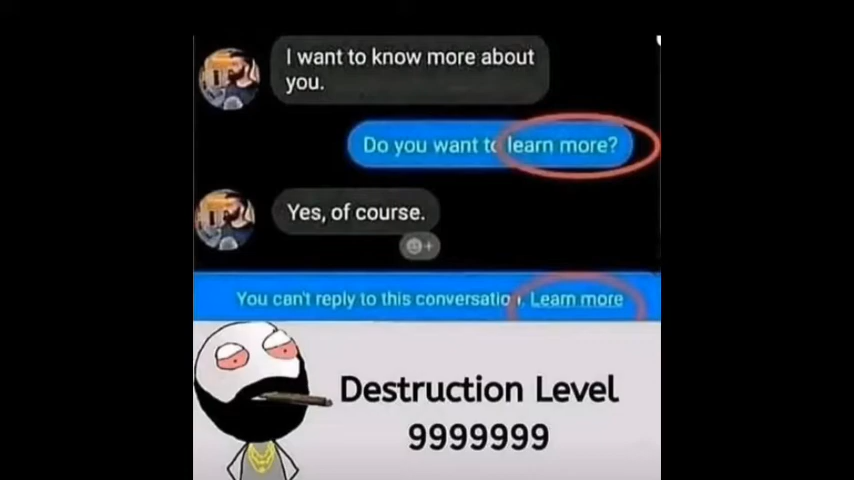 I want to know more about
you.
Do you want to learn more?
Yes, of course.
You can't reply to this conversation. Learn more
Destruction Level
9999999